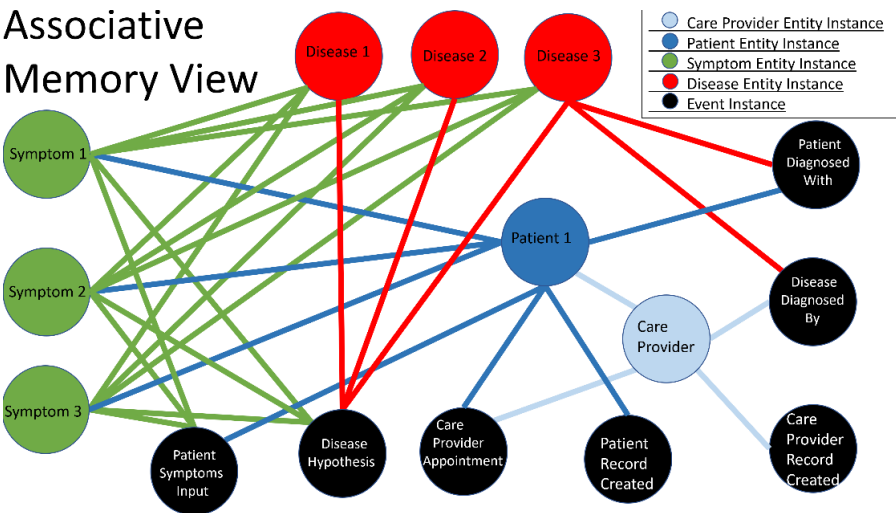 Associative
Memory View
Care Provider Entity Instance
Patient Entity Instance
Symptom Entity Instance
Disease Entity Instance
Event Instance
Disease 1
Disease 2
Disease 3
Symptom 1
Patient
Diagnosed
With
Patient 1
Symptom 2
Disease
Diagnosed
By
Care
Provider
Symptom 3
Patient
Symptoms
Input
Disease
Hypothesis
Care
Provider
Appointment
Patient
Record
Created
Care
Provider
Record
Created